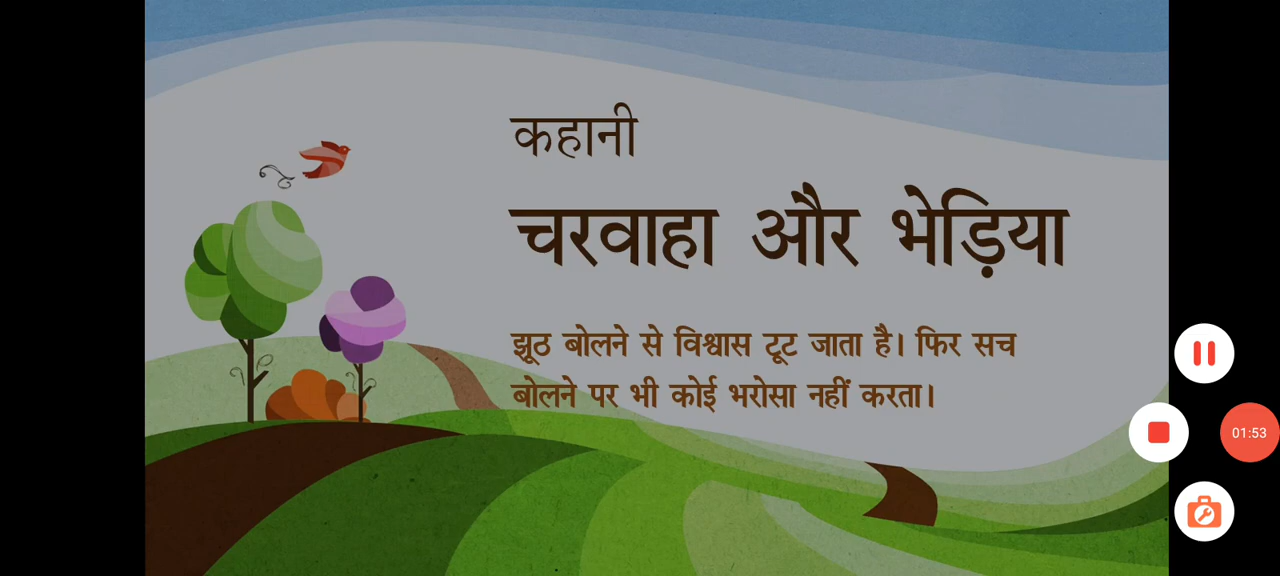 कहानी
चरवाहा और भेड़िया
झूठ बोलने से विश्वास टूट जाता है। फिर सच
बोलने पर भी कोई भरोसा नहीं करता।
01:53